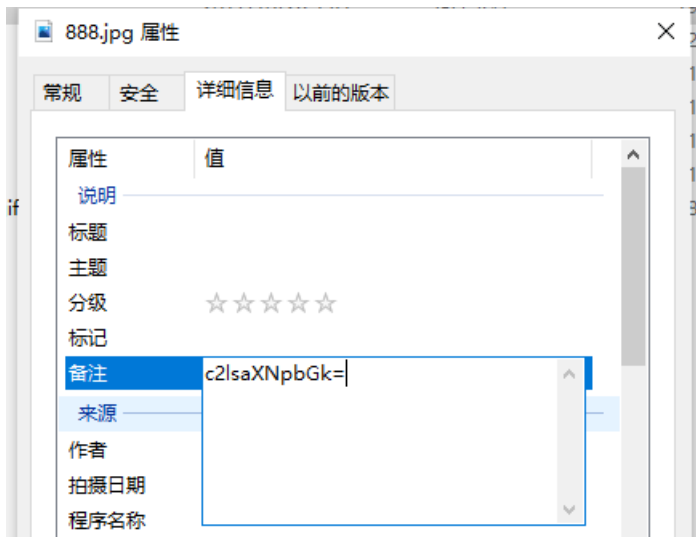 888.jpg 属性
常规 安全 详细信息 以前的版本
属性 值
说明
标题
主题
分级
标记
备注 c2lsaXNpbGk=
来源
作者
拍摄日期
程序名称
if